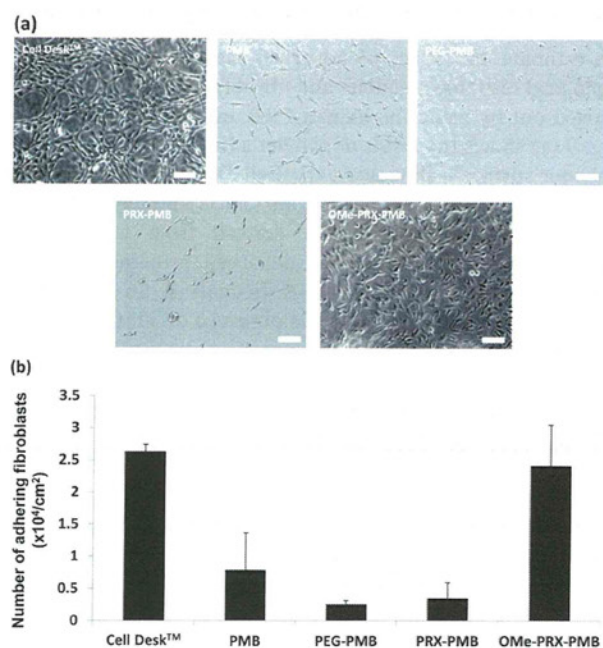 (a)
Cell Desk™
PMB
PEG-PMB
PRX-PMB
OMe-PRX-PMB
(b)
Number of adhering fibroblasts
(x10⁴/cm²)
3.5
3
2.5
2
1.5
1
0.5
0
Cell Desk™ PMB PEG-PMB PRX-PMB OMe-PRX-PMB